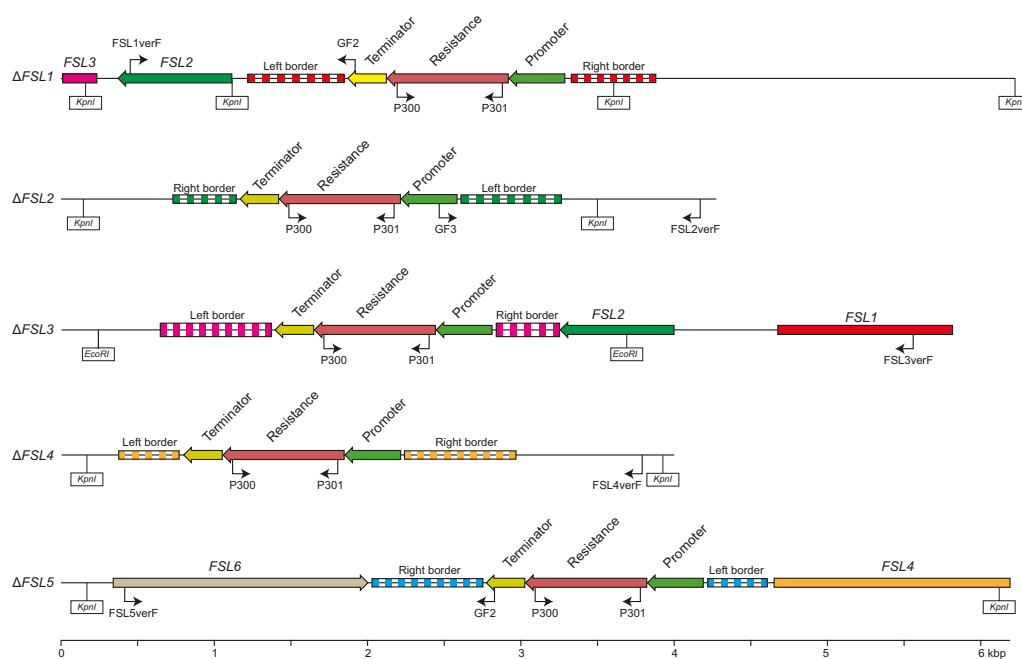 FSL1verF
GF2
Terminator
Resistance
Promoter
FSL3
FSL2
Left border
Right border
ΔFSL1
KpnI
KpnI
P300
P301
KpnI
KpnI
Terminator
Resistance
Promoter
Right border
Left border
ΔFSL2
KpnI
P300
P301
GF3
KpnI
FSL2verF
Terminator
Resistance
Promoter
Left border
Right border
FSL2
FSL1
ΔFSL3
EcoRI
P300
P301
EcoRI
FSL3verF
Terminator
Resistance
Promoter
Left border
Right border
ΔFSL4
KpnI
P300
P301
FSL4verF
KpnI
Terminator
Resistance
Promoter
FSL6
Right border
Left border
FSL4
ΔFSL5
KpnI
FSL5verF
GF2
P300
P301
KpnI
0 1 2 3 4 5 6 kbp